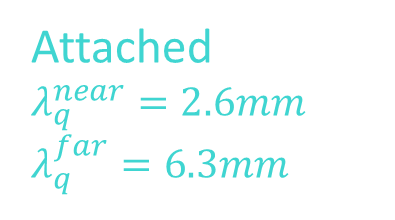 Attached
λ_q^near = 2.6mm
λ_q^far = 6.3mm